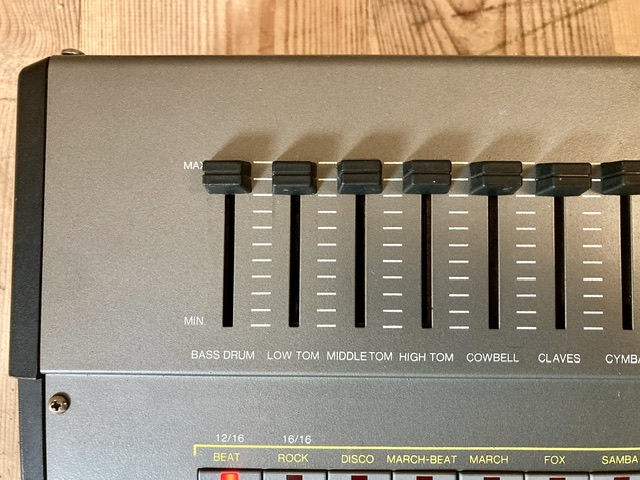 MAX
MIN.
BASS DRUM LOW TOM MIDDLE TOM HIGH TOM COWBELL CLAVES CYMBA
12/16 16/16
BEAT ROCK DISCO MARCH-BEAT MARCH FOX SAMBA